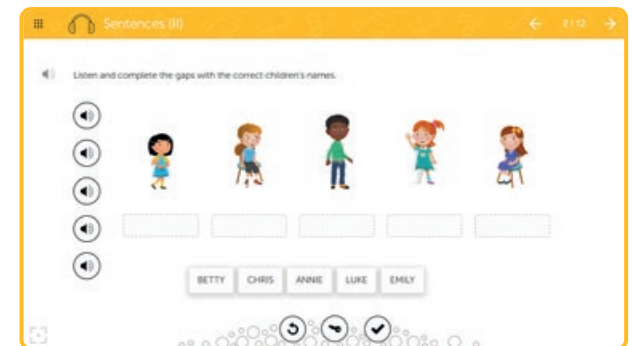 Sentences (II)
2 / 12
Listen and complete the gaps with the correct children's names.
BETTY CHRIS ANNIE LUKE EMILY